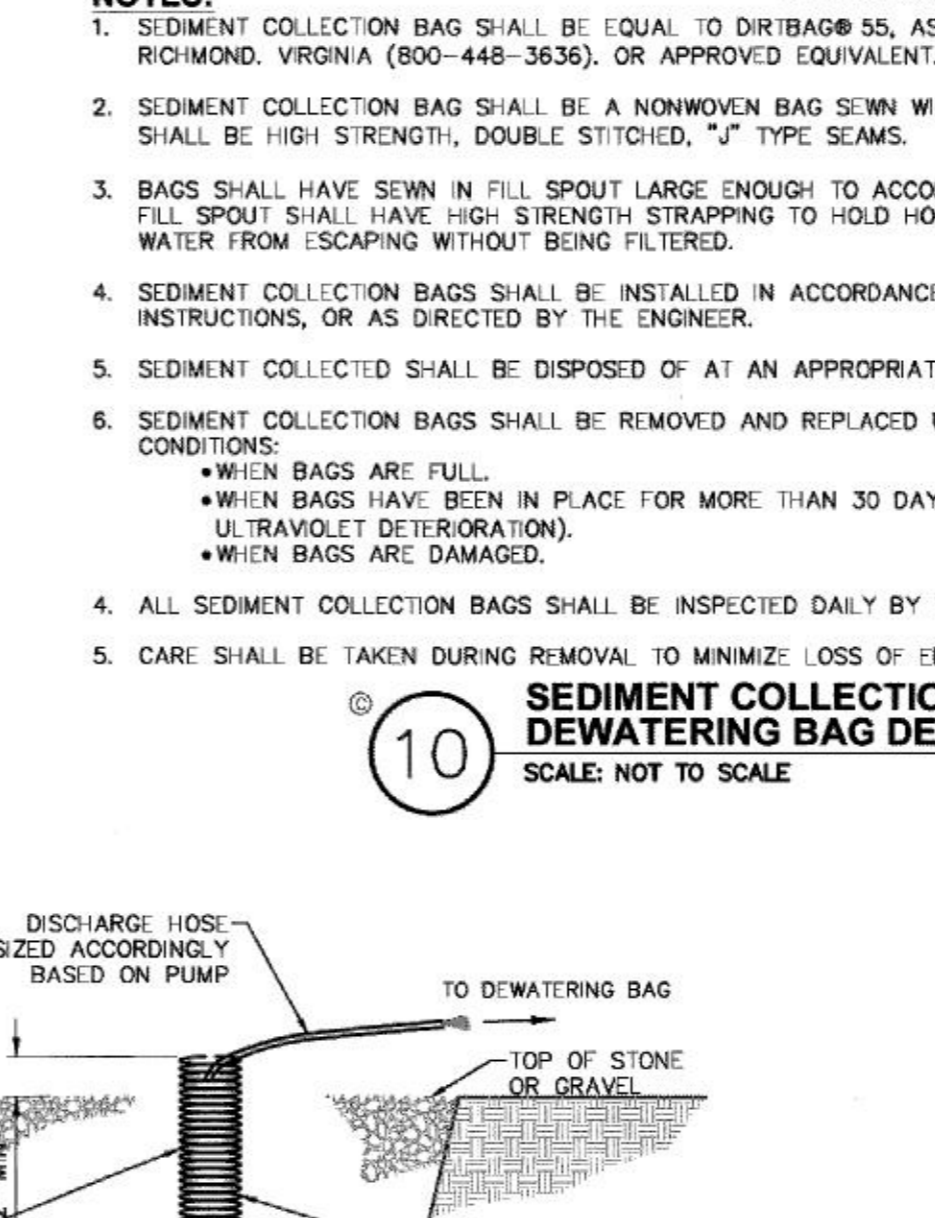 NOTES:
1. SEDIMENT COLLECTION BAG SHALL BE EQUAL TO DIRTBAG® 55, AS
RICHMOND. VIRGINIA (800-448-3636). OR APPROVED EQUIVALENT.
2. SEDIMENT COLLECTION BAG SHALL BE A NONWOVEN BAG SEWN WI
SHALL BE HIGH STRENGTH, DOUBLE STITCHED, "J" TYPE SEAMS.
3. BAGS SHALL HAVE SEWN IN FILL SPOUT LARGE ENOUGH TO ACCO
FILL SPOUT SHALL HAVE HIGH STRENGTH STRAPPING TO HOLD HO
WATER FROM ESCAPING WITHOUT BEING FILTERED.
4. SEDIMENT COLLECTION BAGS SHALL BE INSTALLED IN ACCORDANCE
INSTRUCTIONS, OR AS DIRECTED BY THE ENGINEER.
5. SEDIMENT COLLECTED SHALL BE DISPOSED OF AT AN APPROPRIAT
6. SEDIMENT COLLECTION BAGS SHALL BE REMOVED AND REPLACED
CONDITIONS:
•WHEN BAGS ARE FULL.
•WHEN BAGS HAVE BEEN IN PLACE FOR MORE THAN 30 DAY
ULTRAVIOLET DETERIORATION).
•WHEN BAGS ARE DAMAGED.
4. ALL SEDIMENT COLLECTION BAGS SHALL BE INSPECTED DAILY BY
5. CARE SHALL BE TAKEN DURING REMOVAL TO MINIMIZE LOSS OF
© 10 SEDIMENT COLLECTIO
DEWATERING BAG DE
SCALE: NOT TO SCALE
DISCHARGE HOSE
SIZED ACCORDINGLY
BASED ON PUMP
TO DEWATERING BAG
TOP OF STONE
OR GRAVEL
MIN